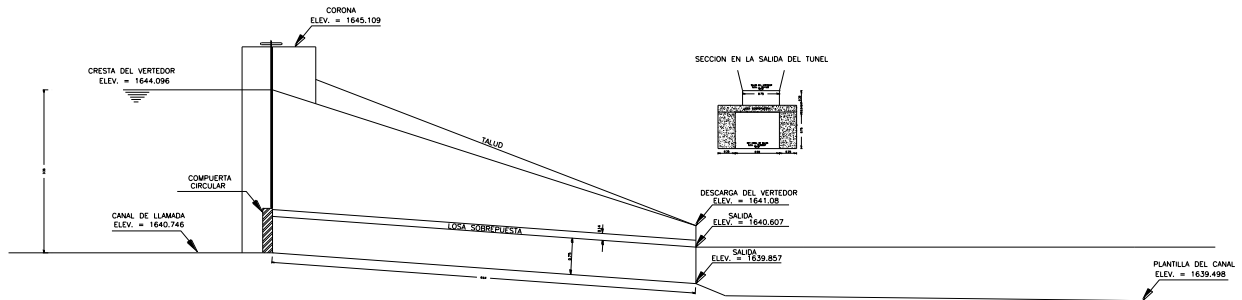 CORONA
ELEV. = 1645.109
CRESTA DEL VERTEDOR
ELEV. = 1644.096
SECCION EN LA SALIDA DEL TUNEL
TALUD
COMPUERTA
CIRCULAR
DESCARGA DEL VERTEDOR
ELEV. = 1641.08
CANAL DE LLAMADA
ELEV. = 1640.746
LOSA SOBREPUESTA
SALIDA
ELEV. = 1640.607
0.75
SALIDA
ELEV. = 1639.857
PLANTILLA DEL CANAL
ELEV. = 1639.498